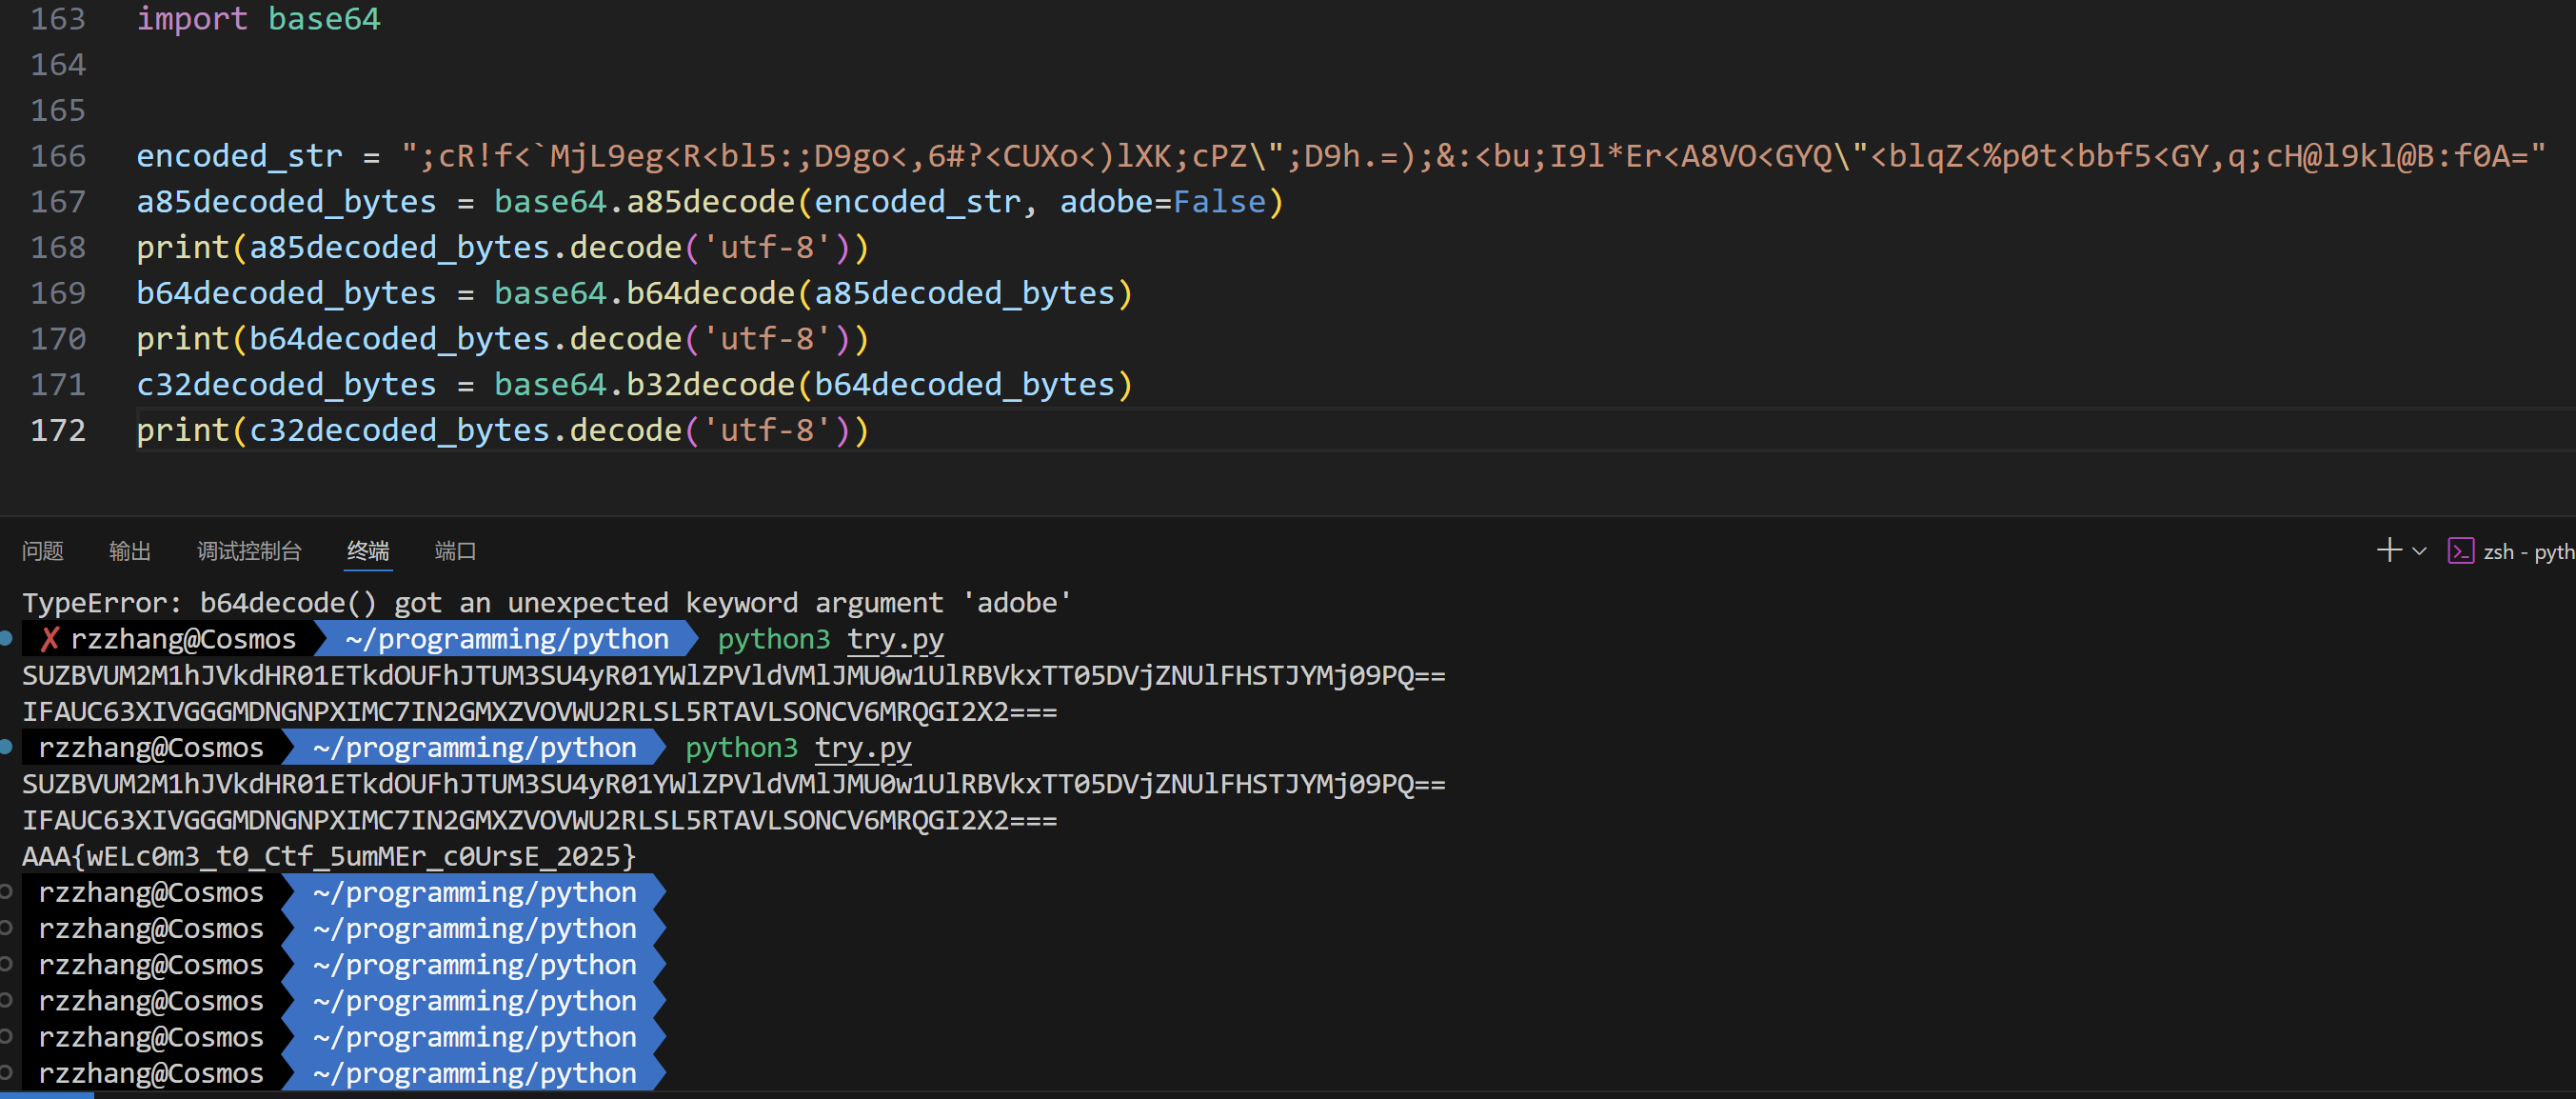 163 import base64
164
165
166 encoded_str = ";cR!f<`MjL9eg<R<bl5:;D9go<,6#?<CUXo<)lXK;cPZ\";D9h.=);&:<bu;I9l*Er<A8VO<GYQ\"<blqZ<%p0t<bbf5<GY,q;cH@l9kl@B:f0A="
167 a85decoded_bytes = base64.a85decode(encoded_str, adobe=False)
168 print(a85decoded_bytes.decode('utf-8'))
169 b64decoded_bytes = base64.b64decode(a85decoded_bytes)
170 print(b64decoded_bytes.decode('utf-8'))
171 c32decoded_bytes = base64.b32decode(b64decoded_bytes)
172 print(c32decoded_bytes.decode('utf-8'))
问题 输出 调试控制台 终端 端口 zsh - pyth
TypeError: b64decode() got an unexpected keyword argument 'adobe'
✗ rzzhang@Cosmos ~/programming/python python3 try.py
SUZBVUM2M1hJVkdHR01ETkdOUFhJTUM3SU4yR01YWlZPVldVMlJMU0w1UlRBVkxTT05DVjZNUlFHSTJYMj09PQ==
IFAUC63XIVGGGMDNGNPXIMC7IN2GMXZVOVWU2RLSL5RTAVLSONCV6MRQGI2X2===
rzzhang@Cosmos ~/programming/python python3 try.py
SUZBVUM2M1hJVkdHR01ETkdOUFhJTUM3SU4yR01YWlZPVldVMlJMU0w1UlRBVkxTT05DVjZNUlFHSTJYMj09PQ==
IFAUC63XIVGGGMDNGNPXIMC7IN2GMXZVOVWU2RLSL5RTAVLSONCV6MRQGI2X2===
AAA{wELc0m3_t0_Ctf_5umMEr_c0UrsE_2025}
rzzhang@Cosmos ~/programming/python
rzzhang@Cosmos ~/programming/python
rzzhang@Cosmos ~/programming/python
rzzhang@Cosmos ~/programming/python
rzzhang@Cosmos ~/programming/python
rzzhang@Cosmos ~/programming/python